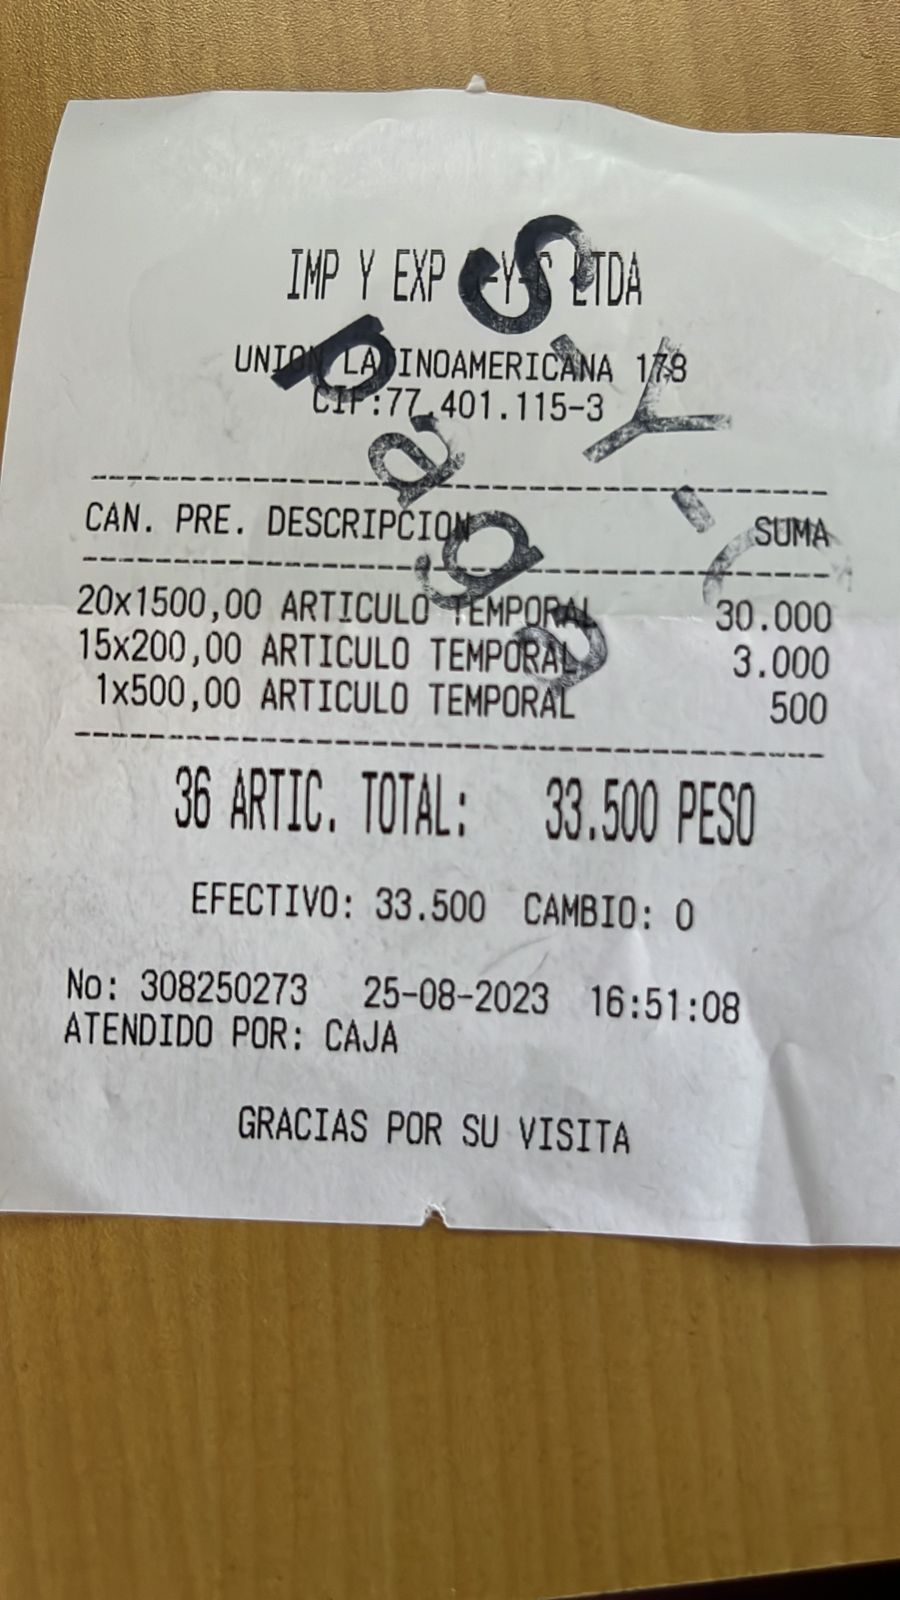 IMP Y EXP S-Y-C LTDA
UNION LATINOAMERICANA 178
CIF:77.401.115-3
CAN. PRE. DESCRIPCION SUMA
20x1500,00 ARTICULO TEMPORAL 30.000
15x200,00 ARTICULO TEMPORAL 3.000
1x500,00 ARTICULO TEMPORAL 500
36 ARTIC. TOTAL: 33.500 PESO
EFECTIVO: 33.500 CAMBIO: 0
No: 308250273 25-08-2023 16:51:08
ATENDIDO POR: CAJA
GRACIAS POR SU VISITA
S-Y-C
Pagada